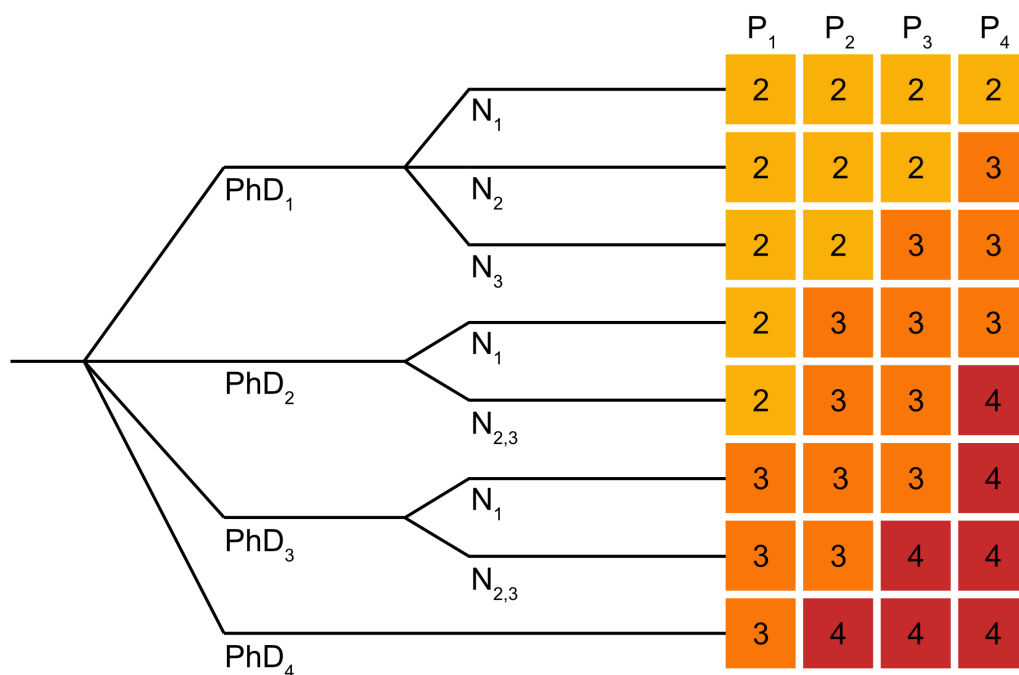 P₁ P₂ P₃ P₄
N₁ 2 2 2 2
PhD₁ N₂ 2 2 2 3
N₃ 2 2 3 3
N₁ 2 3 3 3
PhD₂ N₂,₃ 2 3 3 4
N₁ 3 3 3 4
PhD₃ N₂,₃ 3 3 4 4
PhD₄ 3 4 4 4